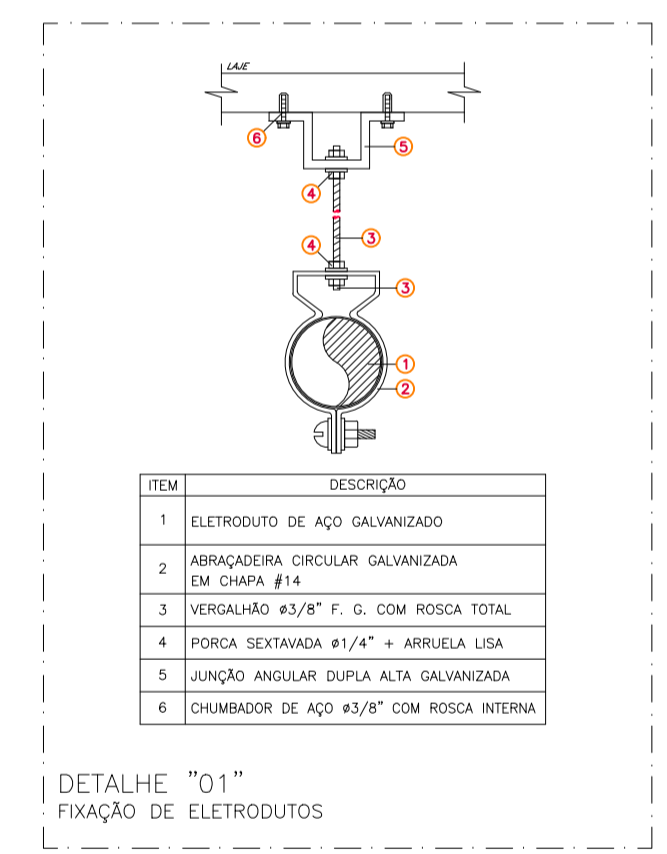 LAJE
6
5
4
4
3
3
1
2
ITEM DESCRIÇÃO
1 ELETRODUTO DE AÇO GALVANIZADO
2 ABRAÇADEIRA CIRCULAR GALVANIZADA
EM CHAPA #14
3 VERGALHÃO ø3/8" F. G. COM ROSCA TOTAL
4 PORCA SEXTAVADA ø1/4" + ARRUELA LISA
5 JUNÇÃO ANGULAR DUPLA ALTA GALVANIZADA
6 CHUMBADOR DE AÇO ø3/8" COM ROSCA INTERNA
DETALHE "01"
FIXAÇÃO DE ELETRODUTOS